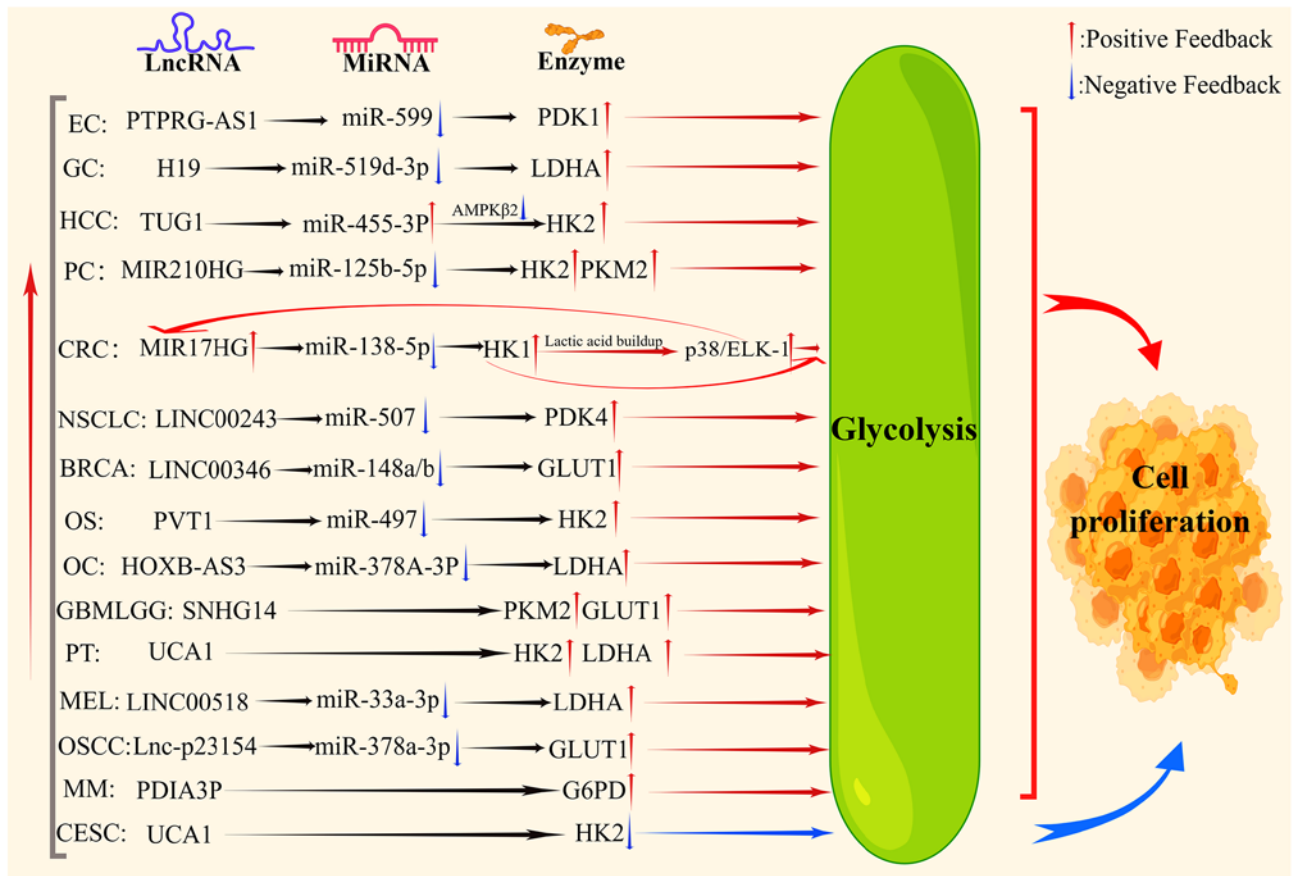 LncRNA MiRNA Enzyme
:Positive Feedback
:Negative Feedback
EC: PTPRG-AS1 miR-599 PDK1
GC: H19 miR-519d-3p LDHA
HCC: TUG1 miR-455-3P AMPKβ2 HK2
PC: MIR210HG miR-125b-5p HK2 PKM2
CRC: MIR17HG miR-138-5p HK1 Lactic acid buildup p38/ELK-1
NSCLC: LINC00243 miR-507 PDK4
BRCA: LINC00346 miR-148a/b GLUT1
OS: PVT1 miR-497 HK2
OC: HOXB-AS3 miR-378A-3P LDHA
GBMLGG: SNHG14 PKM2 GLUT1
PT: UCA1 HK2 LDHA
MEL: LINC00518 miR-33a-3p LDHA
OSCC: Lnc-p23154 miR-378a-3p GLUT1
MM: PDIA3P G6PD
CESC: UCA1 HK2
Glycolysis
Cell
proliferation